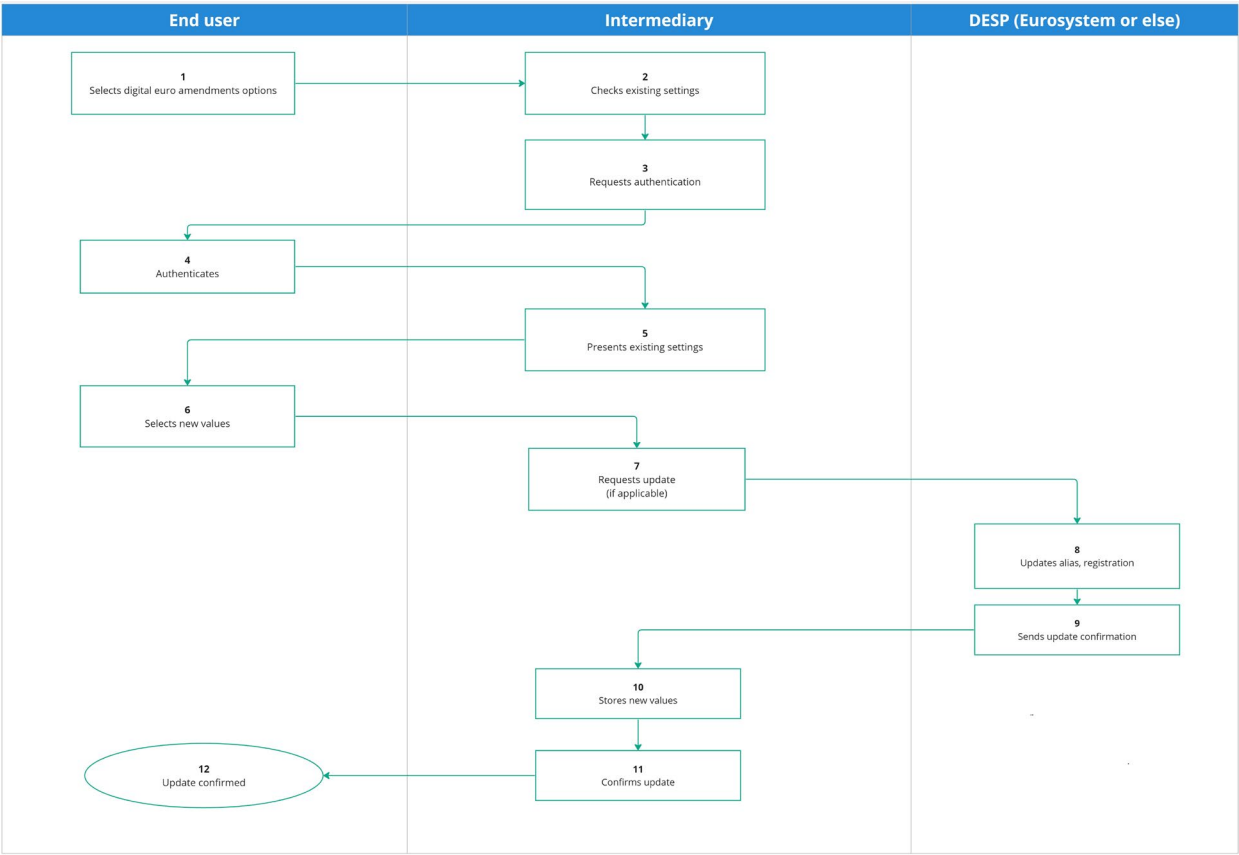 End user
Intermediary
DESP (Eurosystem or else)
1
Selects digital euro amendments options
2
Checks existing settings
3
Requests authentication
4
Authenticates
5
Presents existing settings
6
Selects new values
7
Requests update
(if applicable)
8
Updates alias, registration
9
Sends update confirmation
10
Stores new values
11
Confirms update
12
Update confirmed